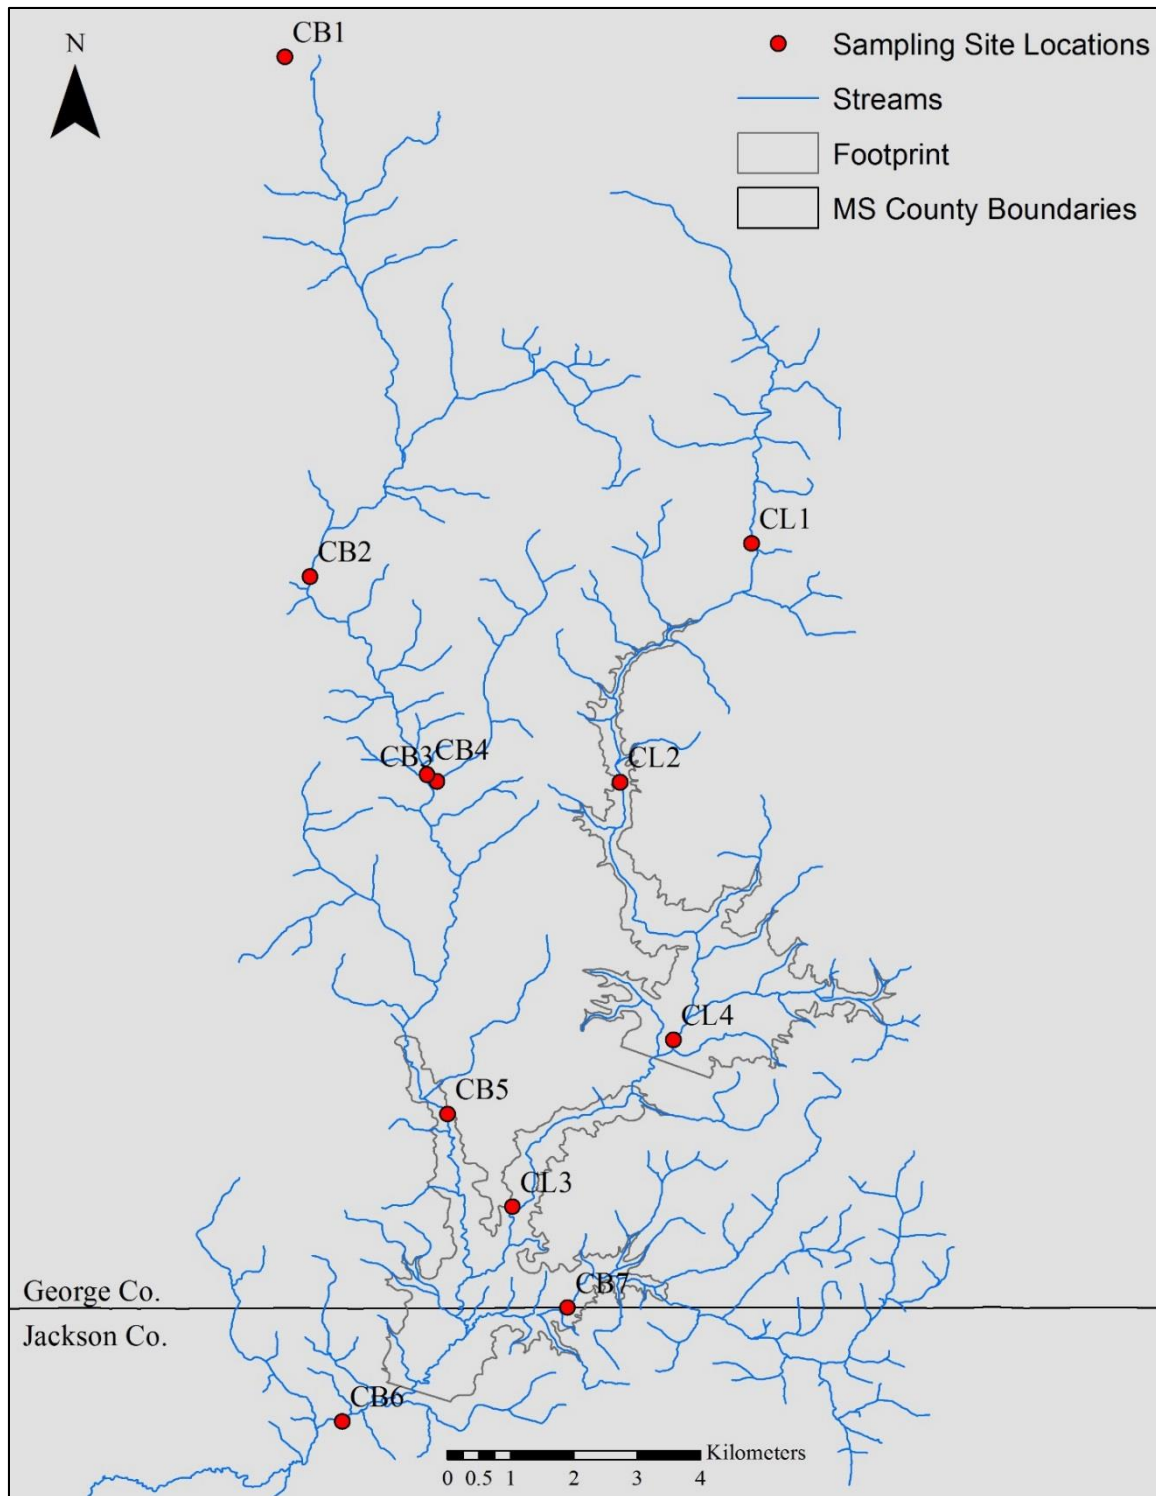 CB1
N
Sampling Site Locations
Streams
Footprint
MS County Boundaries
CL1
CB2
CB3
CB4
CL2
CL4
CB5
CL3
George Co.
CB7
Jackson Co.
CB6
Kilometers
0 0.5 1 2 3 4